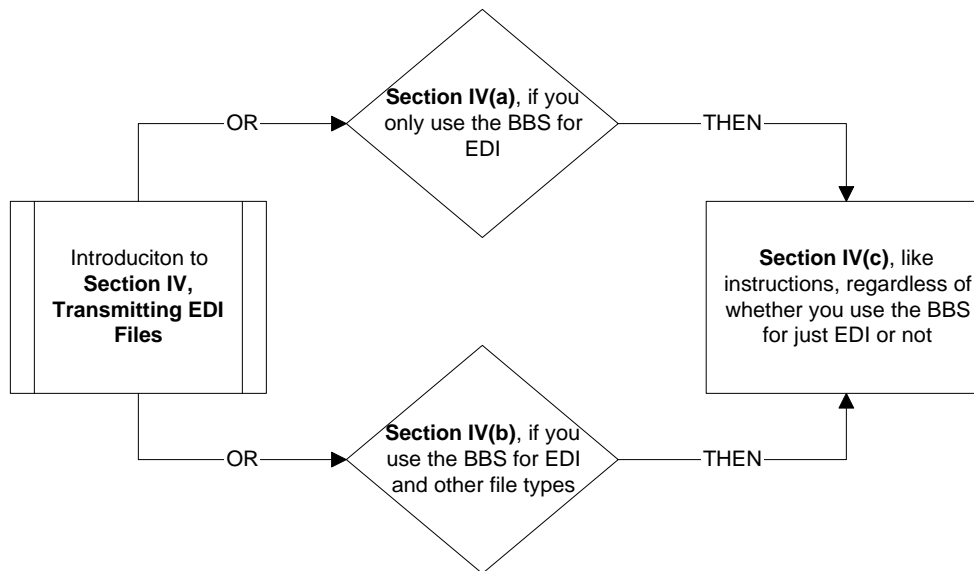 Section IV(a), if you
only use the BBS for
EDI
OR
THEN
Introduciton to
Section IV,
Transmitting EDI
Files
Section IV(c), like
instructions, regardless of
whether you use the BBS
for just EDI or not
Section IV(b), if you
use the BBS for EDI
and other file types
OR
THEN